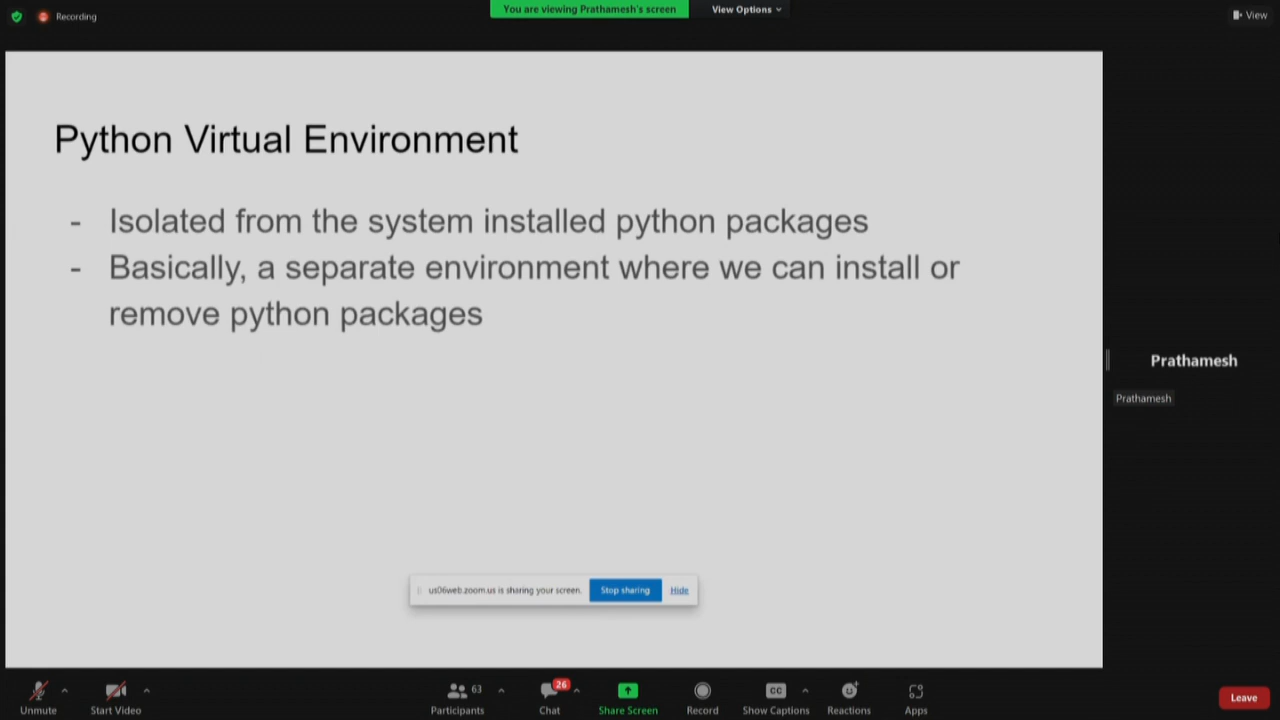 Recording
You are viewing Prathamesh's screen
View Options
View
Python Virtual Environment
- Isolated from the system installed python packages
- Basically, a separate environment where we can install or
remove python packages
Prathamesh
Prathamesh
us06web.zoom.us is sharing your screen. Stop sharing Hide
63
26
CC
Unmute
Start Video
Participants
Chat
Share Screen
Record
Show Captions
Reactions
Apps
Leave